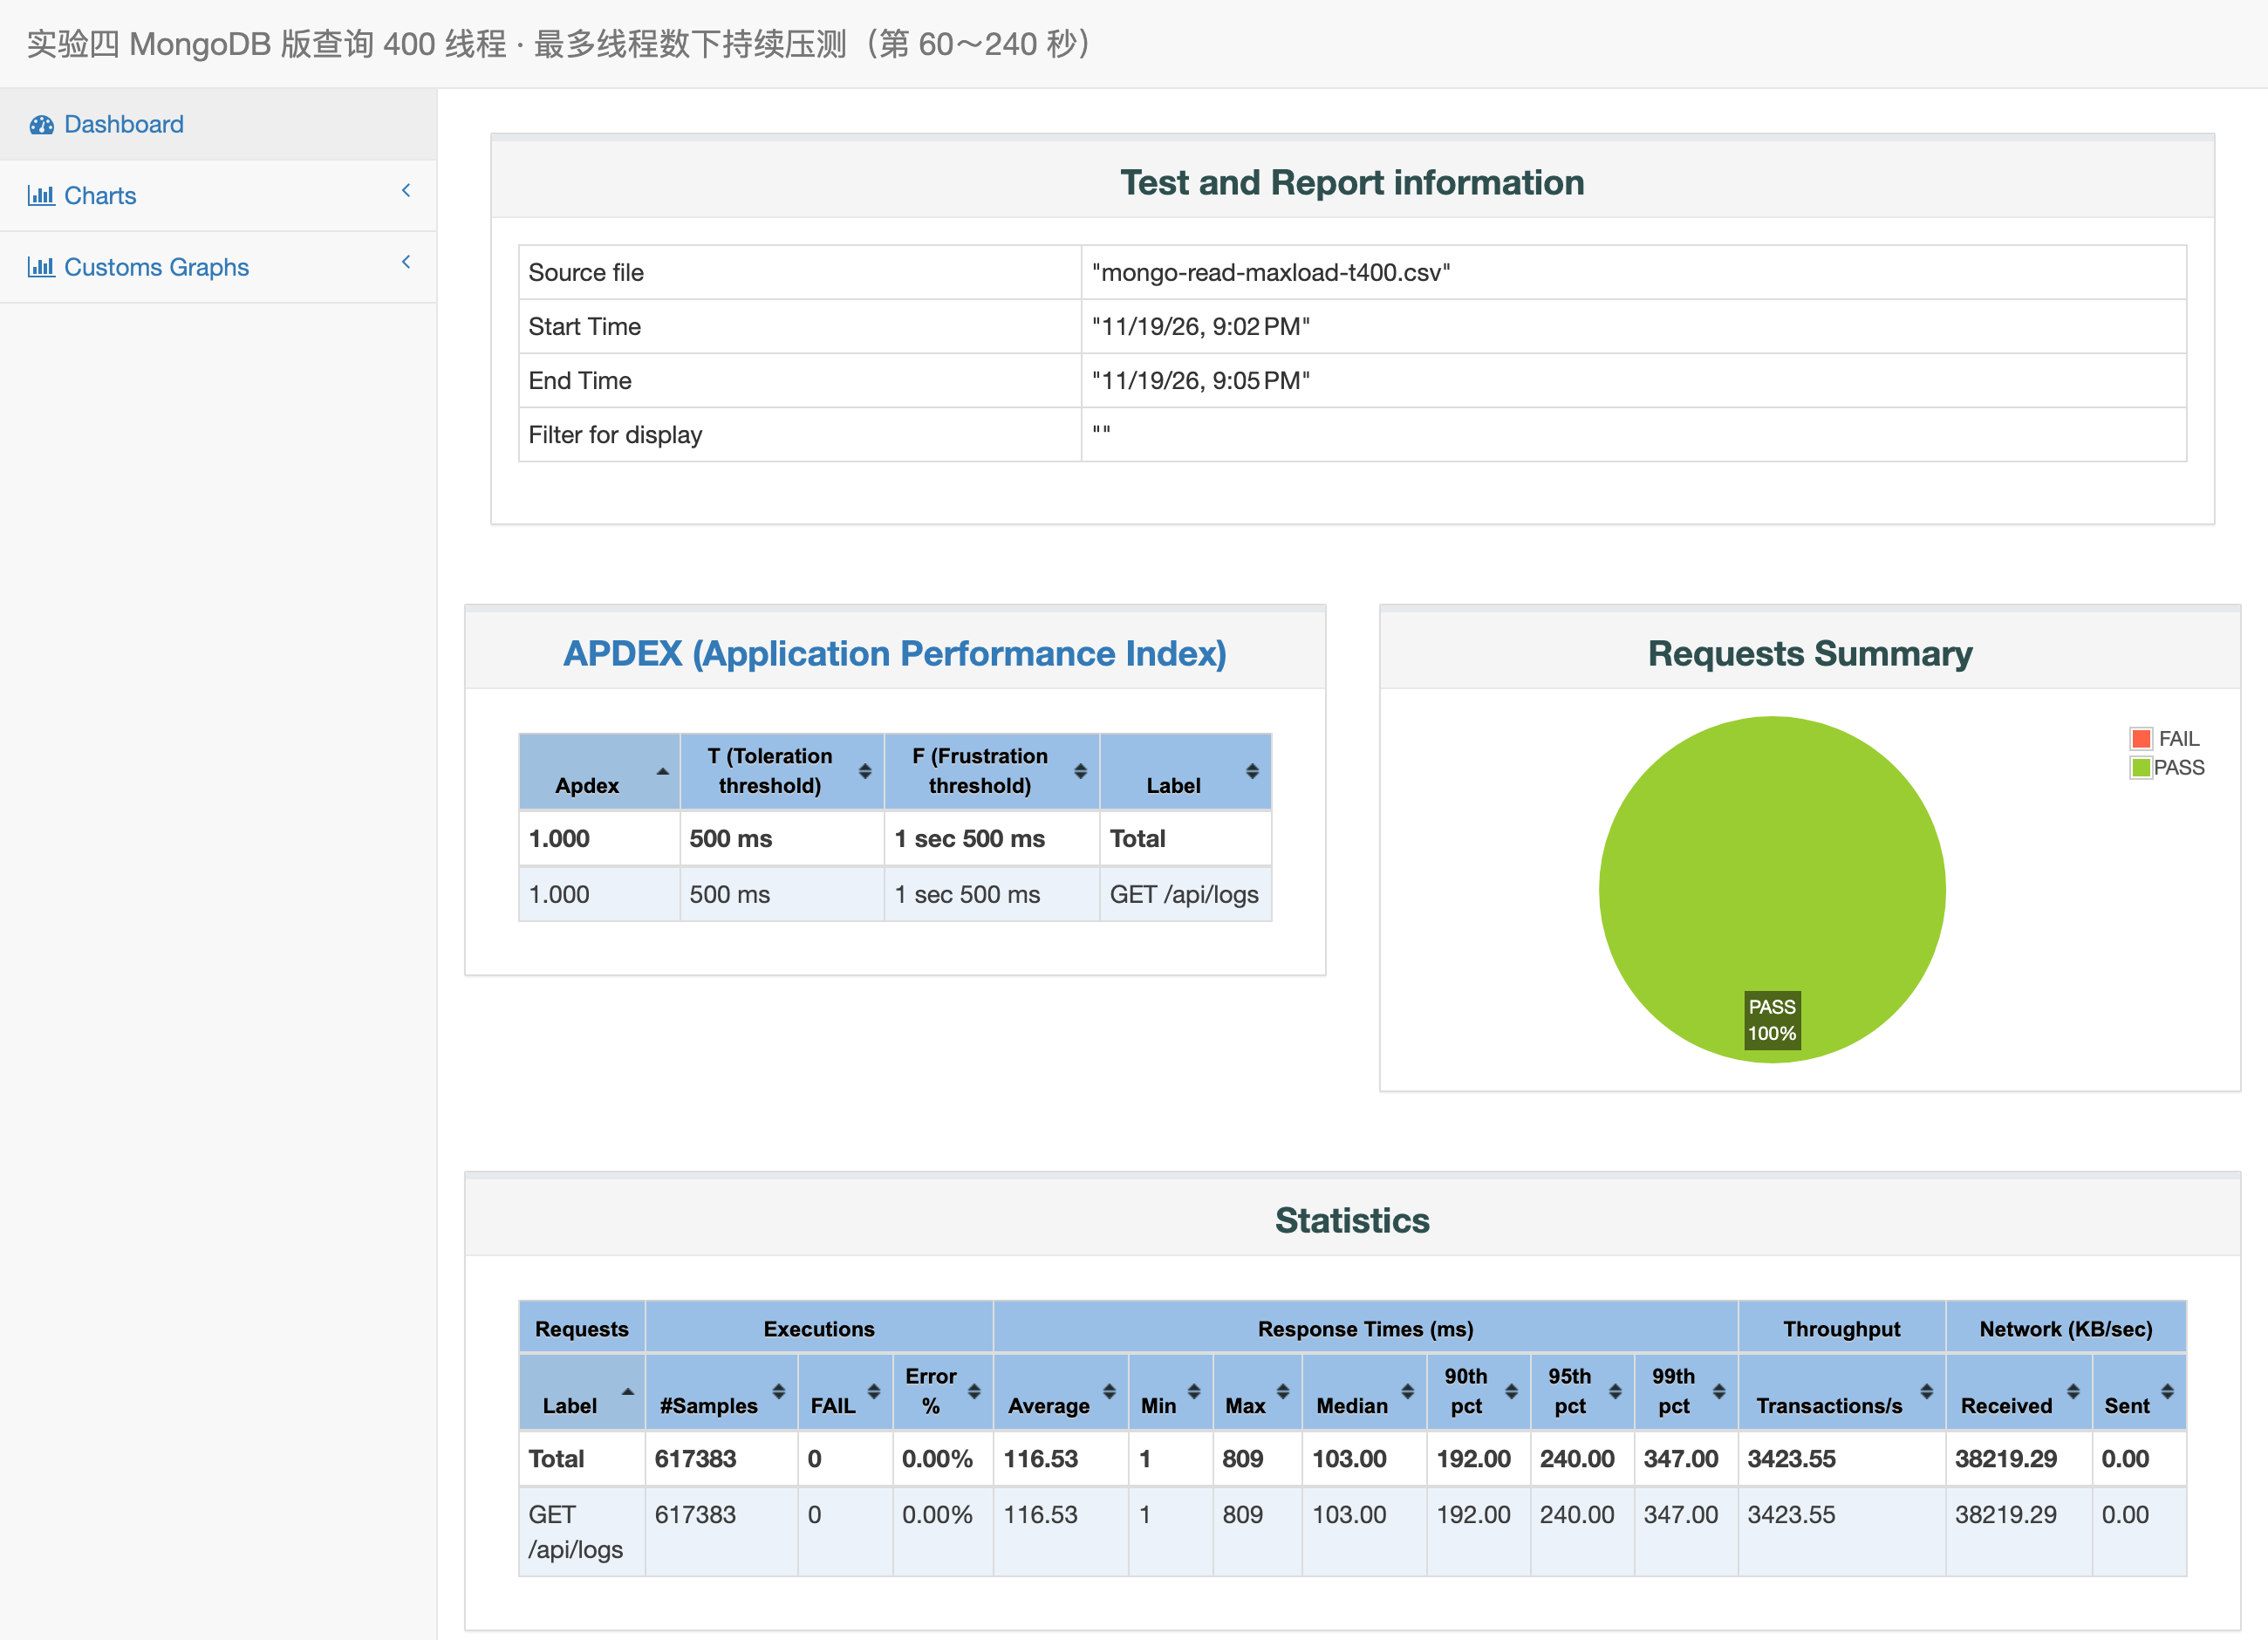 实验四 MongoDB 版查询 400 线程 · 最多线程数下持续压测（第 60～240 秒）
Dashboard
Charts
Customs Graphs
Test and Report information
Source file "mongo-read-maxload-t400.csv"
Start Time "11/19/26, 9:02 PM"
End Time "11/19/26, 9:05 PM"
Filter for display ""
APDEX (Application Performance Index)
Apdex T (Toleration threshold) F (Frustration threshold) Label
1.000 500 ms 1 sec 500 ms Total
1.000 500 ms 1 sec 500 ms GET /api/logs
Requests Summary
FAIL
PASS
PASS
100%
Statistics
Requests Executions Response Times (ms) Throughput Network (KB/sec)
Label #Samples FAIL Error % Average Min Max Median 90th pct 95th pct 99th pct Transactions/s Received Sent
Total 617383 0 0.00% 116.53 1 809 103.00 192.00 240.00 347.00 3423.55 38219.29 0.00
GET /api/logs 617383 0 0.00% 116.53 1 809 103.00 192.00 240.00 347.00 3423.55 38219.29 0.00